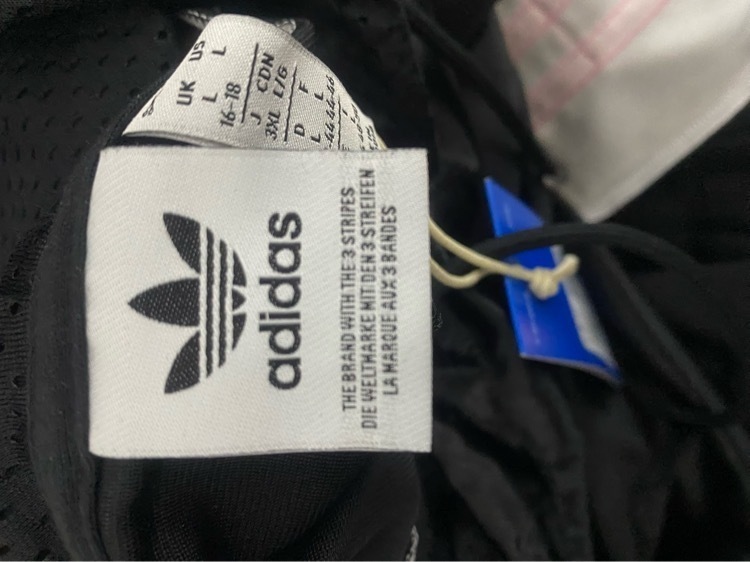 US
L
UK
L
16-18
J
CDN
3XL
L/G
D
F
L
L
adidas
THE BRAND WITH THE 3 STRIPES
DIE WELTMARKE MIT DEN 3 STREIFEN
LA MARQUE AUX 3 BANDES